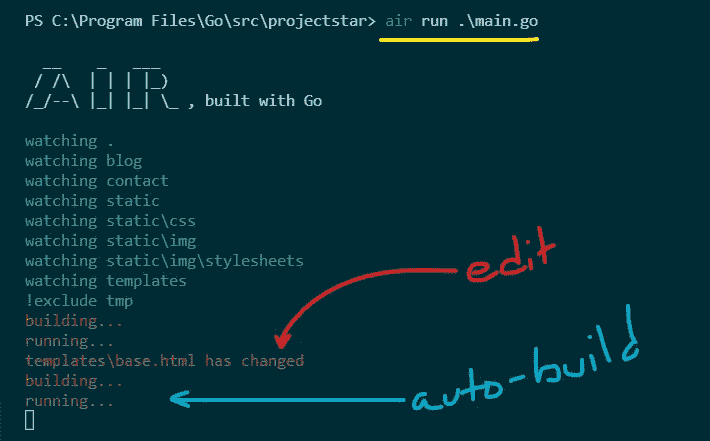 PS C:\Program Files\Go\src\projectstar> air run .\main.go
  __    _   ___
 / /\  | | | |_)
/_/--\ |_| |_| \_ , built with Go
watching .
watching blog
watching contact
watching static
watching static\css
watching static\img
watching static\img\stylesheets
watching templates
!exclude tmp
building...
running...
templates\base.html has changed
building...
running...
edit
auto-build